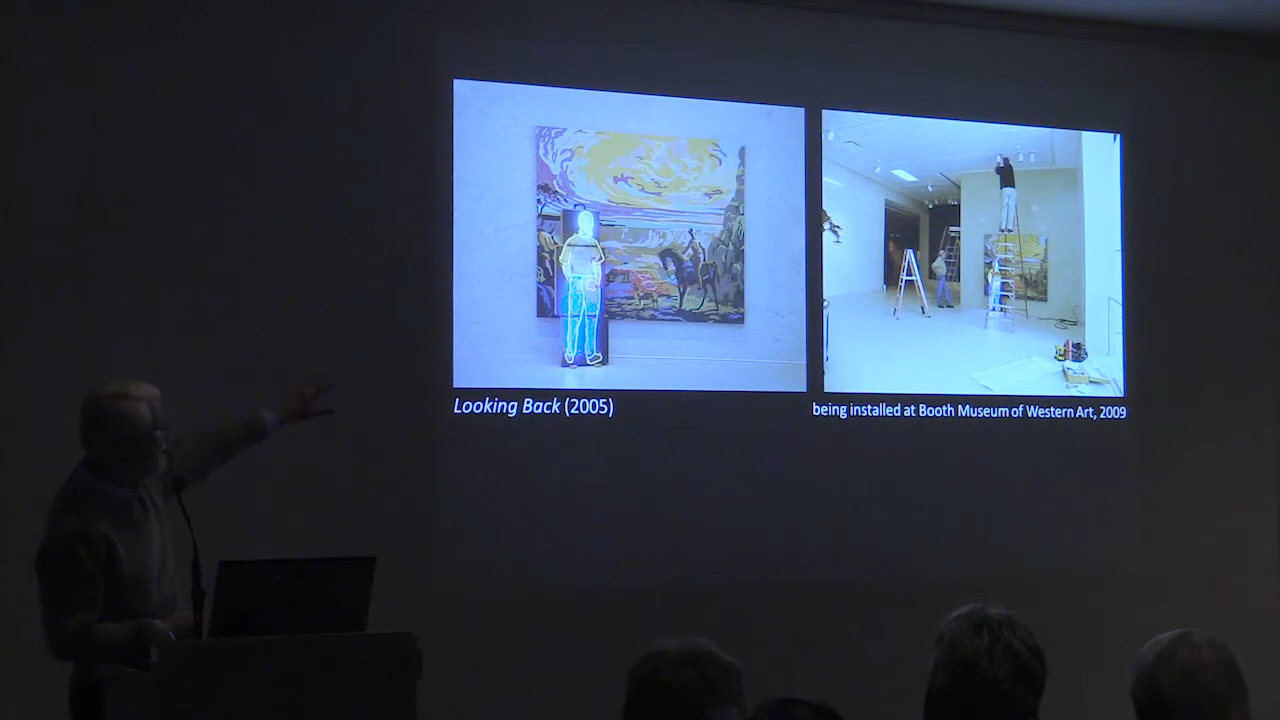 Looking Back (2005)
being installed at Booth Museum of Western Art, 2009